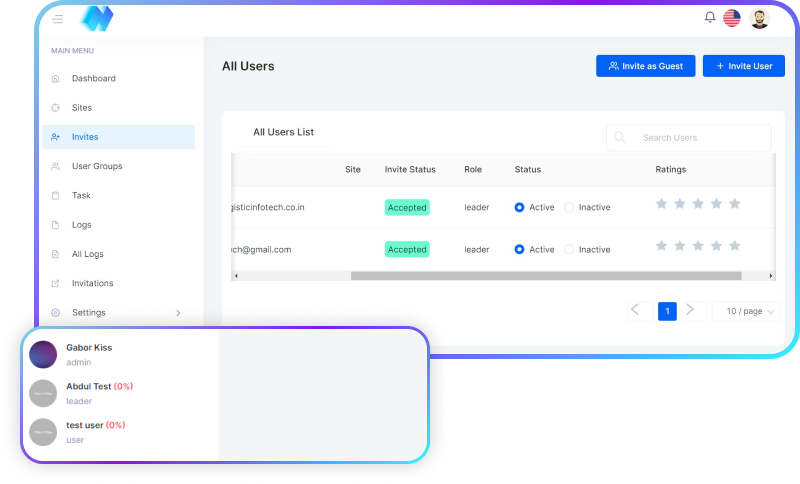 MAIN MENU
Dashboard
Sites
Invites
User Groups
Task
Logs
All Logs
Invitations
Settings
All Users
Invite as Guest
+ Invite User
All Users List
Search Users
Site Invite Status Role Status Ratings
gisticinfotech.co.in Accepted leader Active Inactive
ch@gmail.com Accepted leader Active Inactive
1
10 / page
Gabor Kiss
admin
Abdul Test (0%)
leader
test user (0%)
user